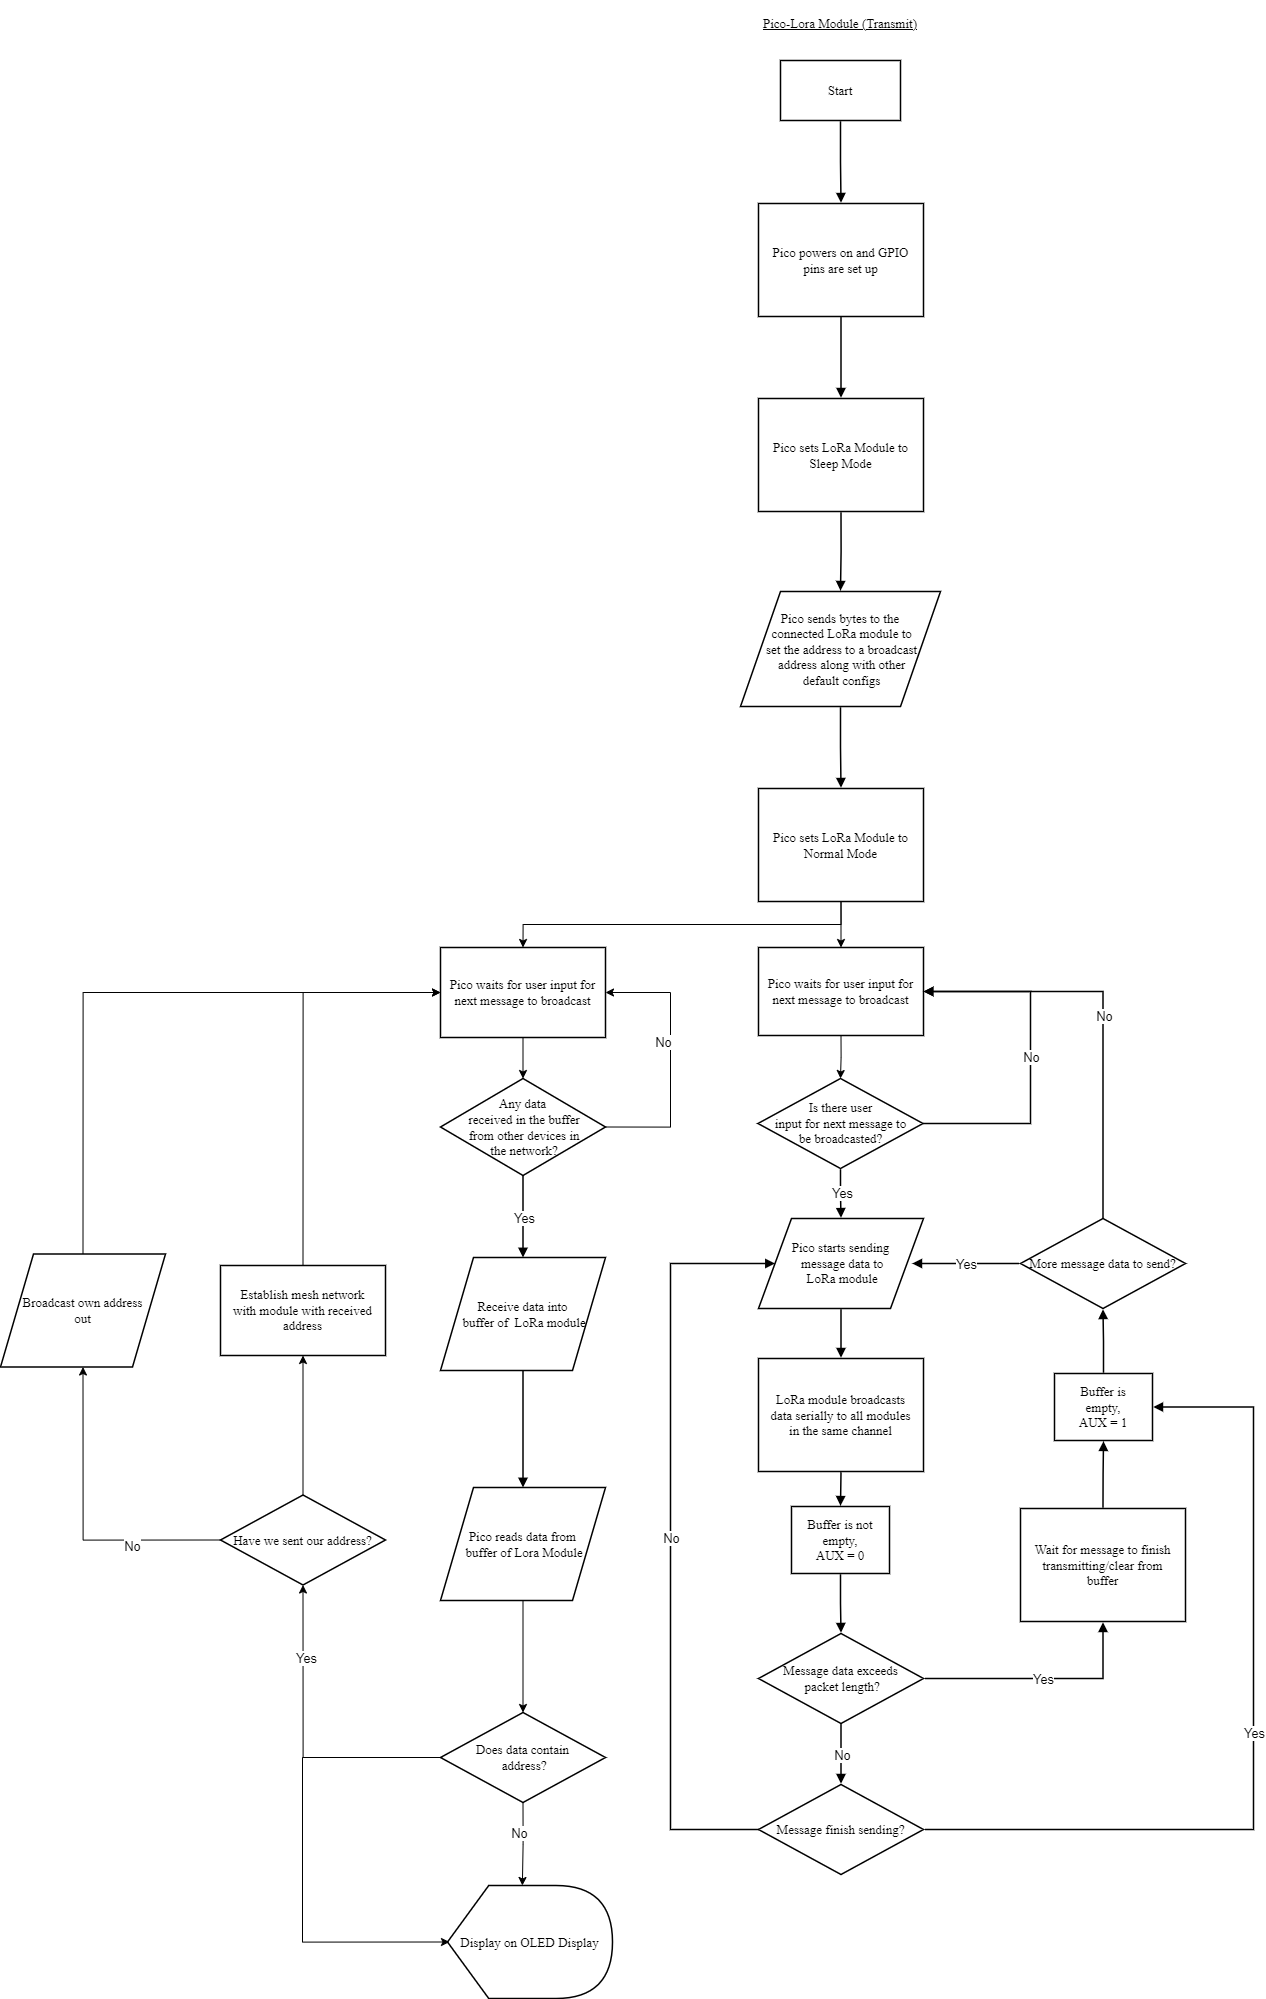 Pico-Lora Module (Transmit)
Start
Pico powers on and GPIO
pins are set up
Pico sets LoRa Module to
Sleep Mode
Pico sends bytes to the
connected LoRa module to
set the address to a broadcast
address along with other
default configs
Pico sets LoRa Module to
Normal Mode
Pico waits for user input for
next message to broadcast
No
Any data
received in the buffer
from other devices in
the network?
Yes
Receive data into
buffer of LoRa module
Pico reads data from
buffer of Lora Module
Does data contain
address?
No
Display on OLED Display
Yes
Have we sent our address?
No
Broadcast own address
out
Establish mesh network
with module with received
address
Pico waits for user input for
next message to broadcast
No
No
Is there user
input for next message to
be broadcasted?
Yes
Pico starts sending
message data to
LoRa module
Yes
More message data to send?
LoRa module broadcasts
data serially to all modules
in the same channel
Buffer is
empty,
AUX = 1
Buffer is not
empty,
AUX = 0
No
Wait for message to finish
transmitting/clear from
buffer
Message data exceeds
packet length?
Yes
No
Yes
Message finish sending?